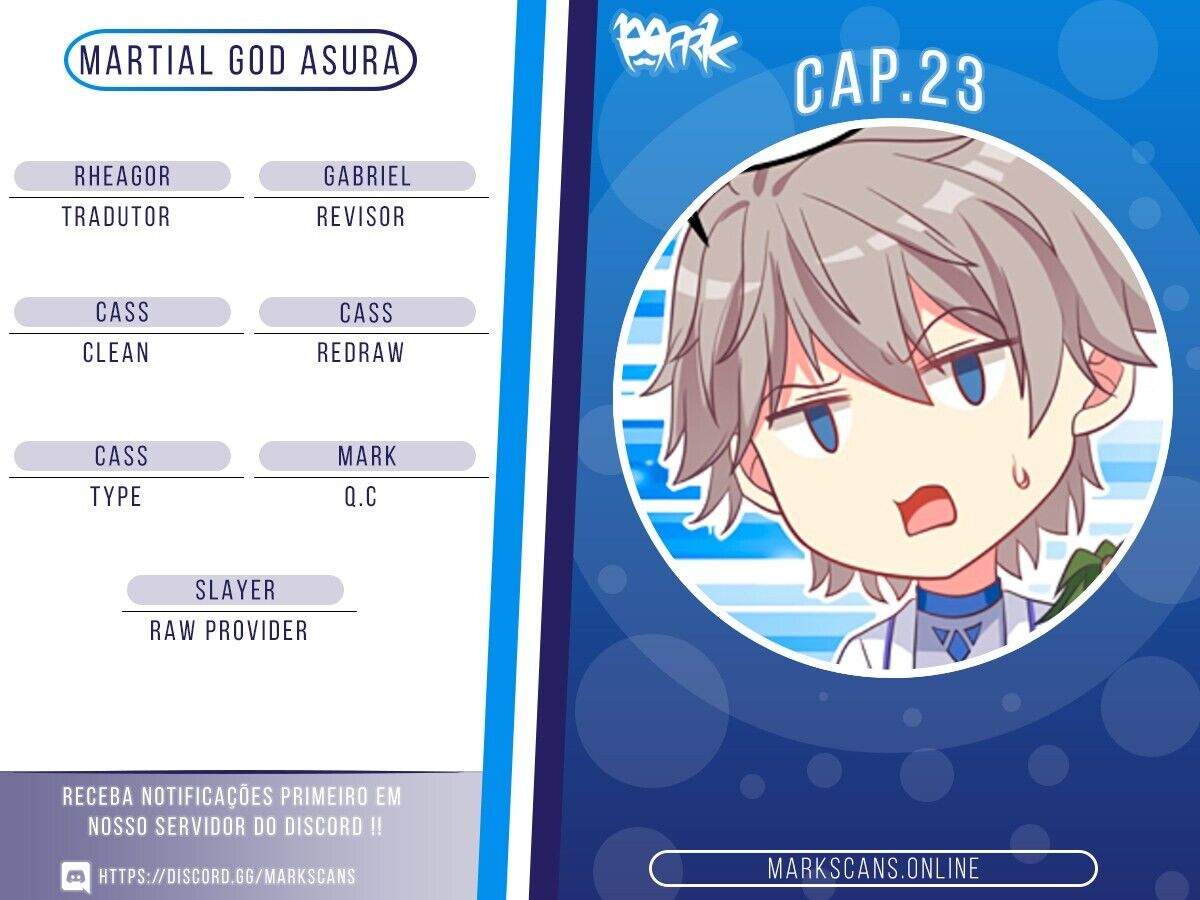 MARTIAL GOD ASURA
RHEAGOR
TRADUTOR
GABRIEL
REVISOR
CASS
CLEAN
CASS
REDRAW
CASS
TYPE
MARK
Q.C
SLAYER
RAW PROVIDER
RECEBA NOTIFICAÇÕES PRIMEIRO EM
NOSSO SERVIDOR DO DISCORD !!
HTTPS://DISCORD.GG/MARKSCANS
MARK
CAP.23
MARKSCANS.ONLINE